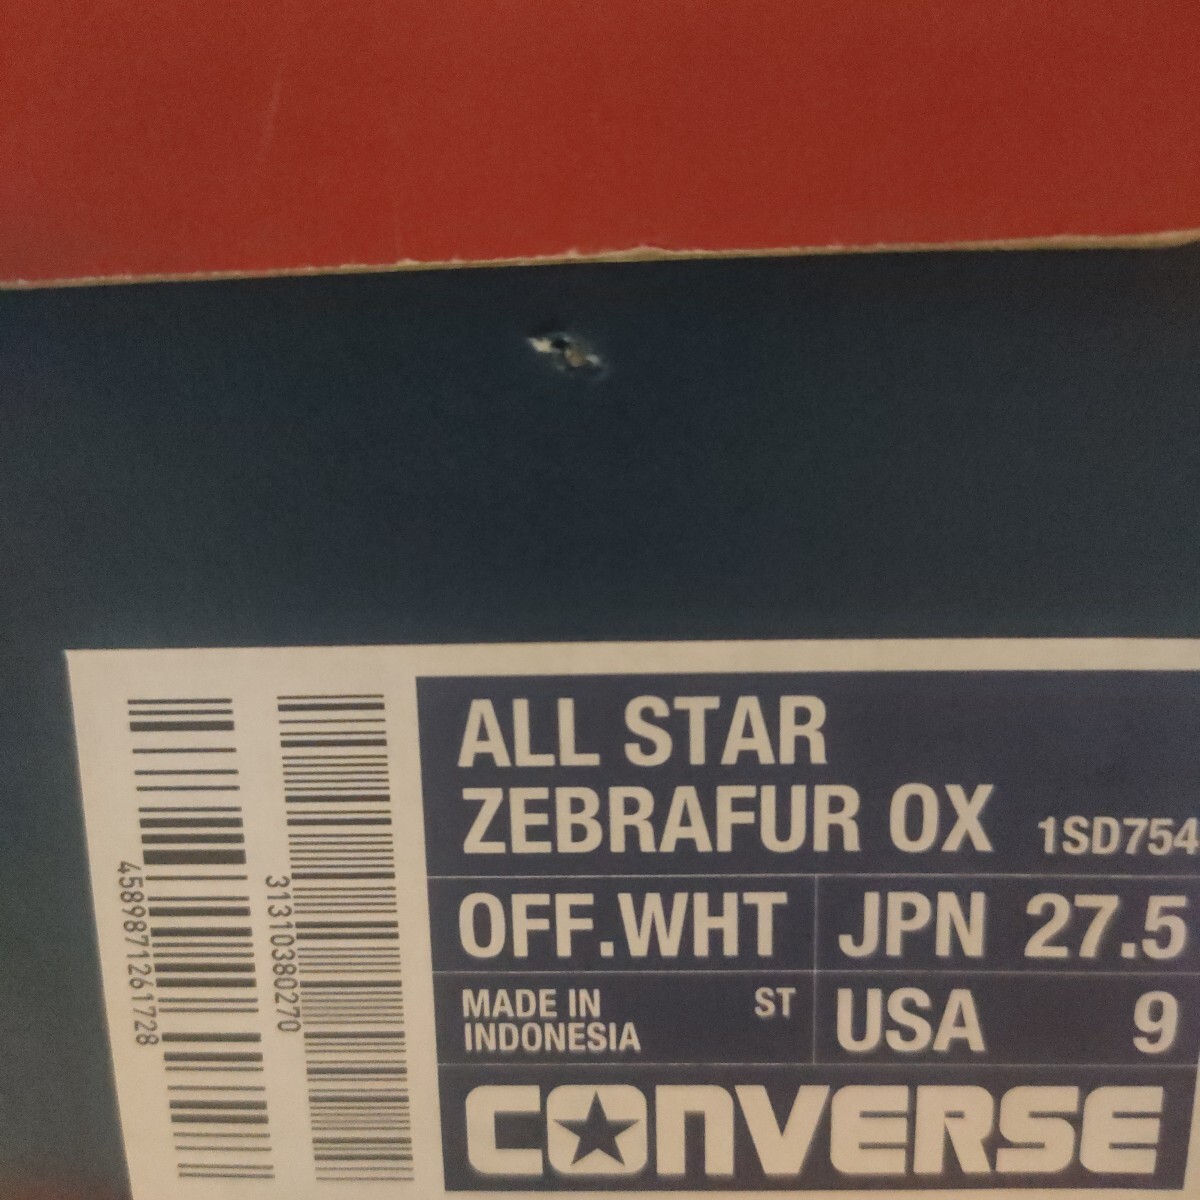 ALL STAR
ZEBRAFUR OX 1SD754
OFF.WHT JPN 27.5
MADE IN INDONESIA ST USA 9
CONVERSE
4589871261728
31310380270